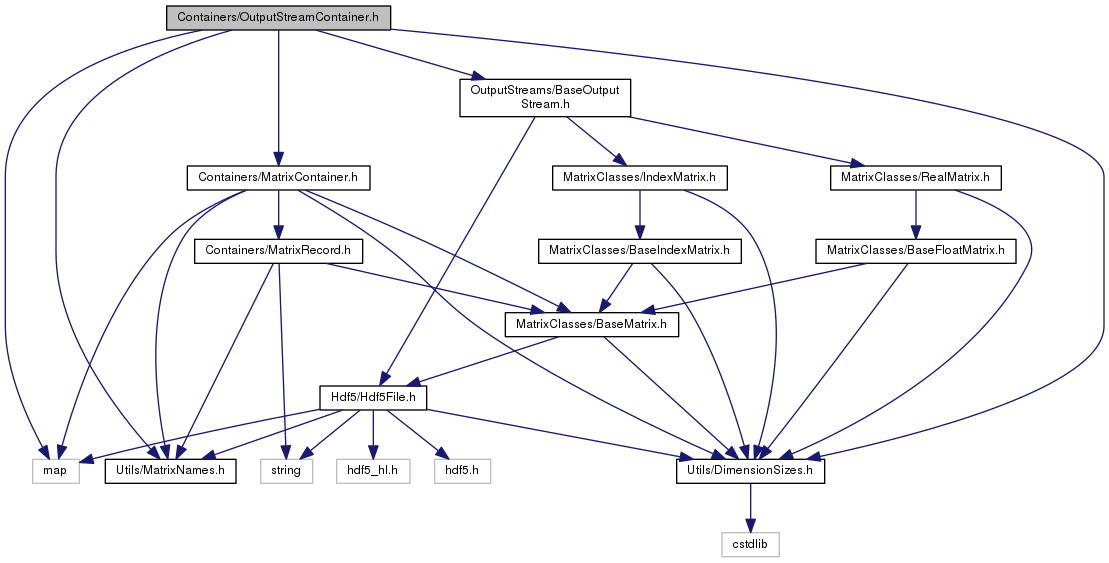 Containers/OutputStreamContainer.h
OutputStreams/BaseOutput
Stream.h
Containers/MatrixContainer.h
MatrixClasses/IndexMatrix.h
MatrixClasses/RealMatrix.h
Containers/MatrixRecord.h
MatrixClasses/BaseIndexMatrix.h
MatrixClasses/BaseFloatMatrix.h
MatrixClasses/BaseMatrix.h
Hdf5/Hdf5File.h
map
Utils/MatrixNames.h
string
hdf5_hl.h
hdf5.h
Utils/DimensionSizes.h
cstdlib